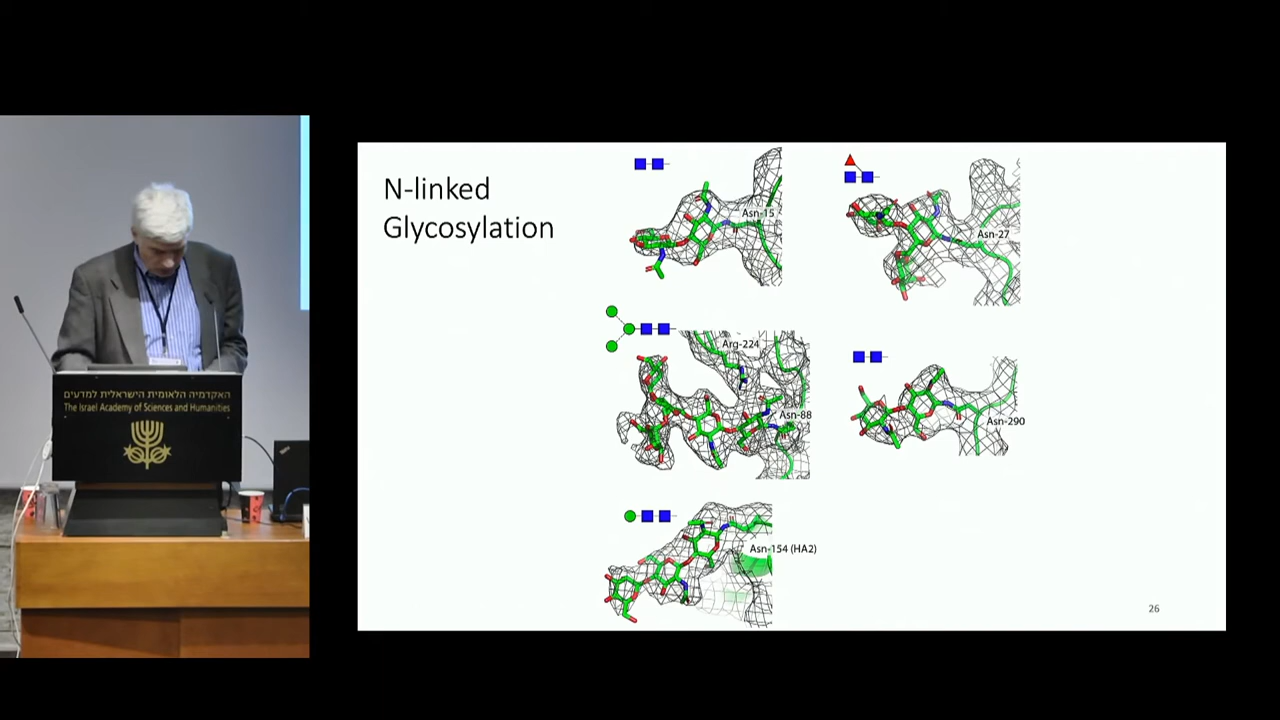 N-linked
Glycosylation
Asn-15
Asn-27
Arg-224
Asn-88
Asn-290
Asn-154 (HA2)
26
האקדמיה הלאומית הישראלית למדעים
The Israel Academy of Sciences and Humanities